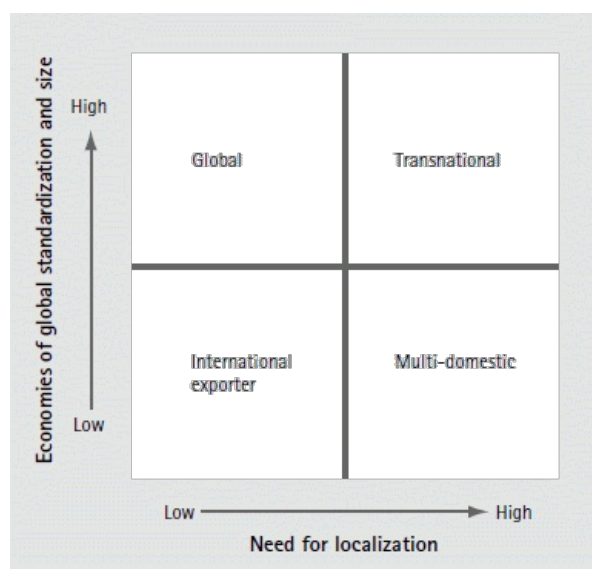 Economies of global standardization and size
High
Global
Transnational
International
exporter
Multi-domestic
Low
Low
High
Need for localization